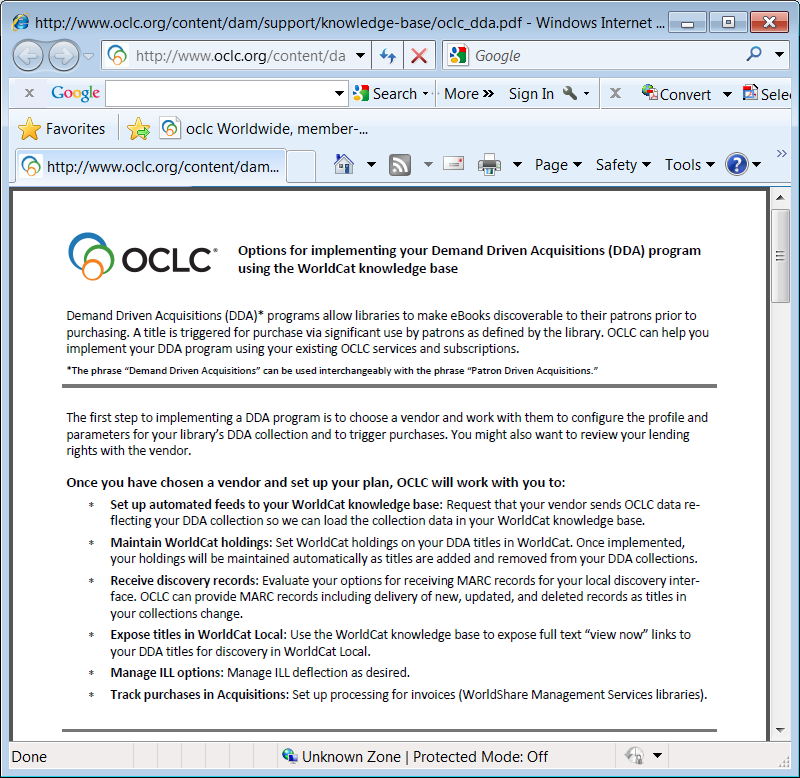 http://www.oclc.org/content/dam/support/knowledge-base/oclc_dda.pdf - Windows Internet ...
http://www.oclc.org/content/da
Google
x Google Search More » Sign In x Convert Selec
Favorites oclc Worldwide, member-...
http://www.oclc.org/content/dam... Page Safety Tools »
OCLC®
Options for implementing your Demand Driven Acquisitions (DDA) program
using the WorldCat knowledge base
Demand Driven Acquisitions (DDA)* programs allow libraries to make eBooks discoverable to their patrons prior to
purchasing. A title is triggered for purchase via significant use by patrons as defined by the library. OCLC can help you
implement your DDA program using your existing OCLC services and subscriptions.
*The phrase “Demand Driven Acquisitions” can be used interchangeably with the phrase “Patron Driven Acquisitions.”
The first step to implementing a DDA program is to choose a vendor and work with them to configure the profile and
parameters for your library’s DDA collection and to trigger purchases. You might also want to review your lending
rights with the vendor.
Once you have chosen a vendor and set up your plan, OCLC will work with you to:
* Set up automated feeds to your WorldCat knowledge base: Request that your vendor sends OCLC data re-
flecting your DDA collection so we can load the collection data in your WorldCat knowledge base.
* Maintain WorldCat holdings: Set WorldCat holdings on your DDA titles in WorldCat. Once implemented,
your holdings will be maintained automatically as titles are added and removed from your DDA collections.
* Receive discovery records: Evaluate your options for receiving MARC records for your local discovery inter-
face. OCLC can provide MARC records including delivery of new, updated, and deleted records as titles in
your collections change.
* Expose titles in WorldCat Local: Use the WorldCat knowledge base to expose full text “view now” links to
your DDA titles for discovery in WorldCat Local.
* Manage ILL options: Manage ILL deflection as desired.
* Track purchases in Acquisitions: Set up processing for invoices (WorldShare Management Services libraries).
Done Unknown Zone | Protected Mode: Off